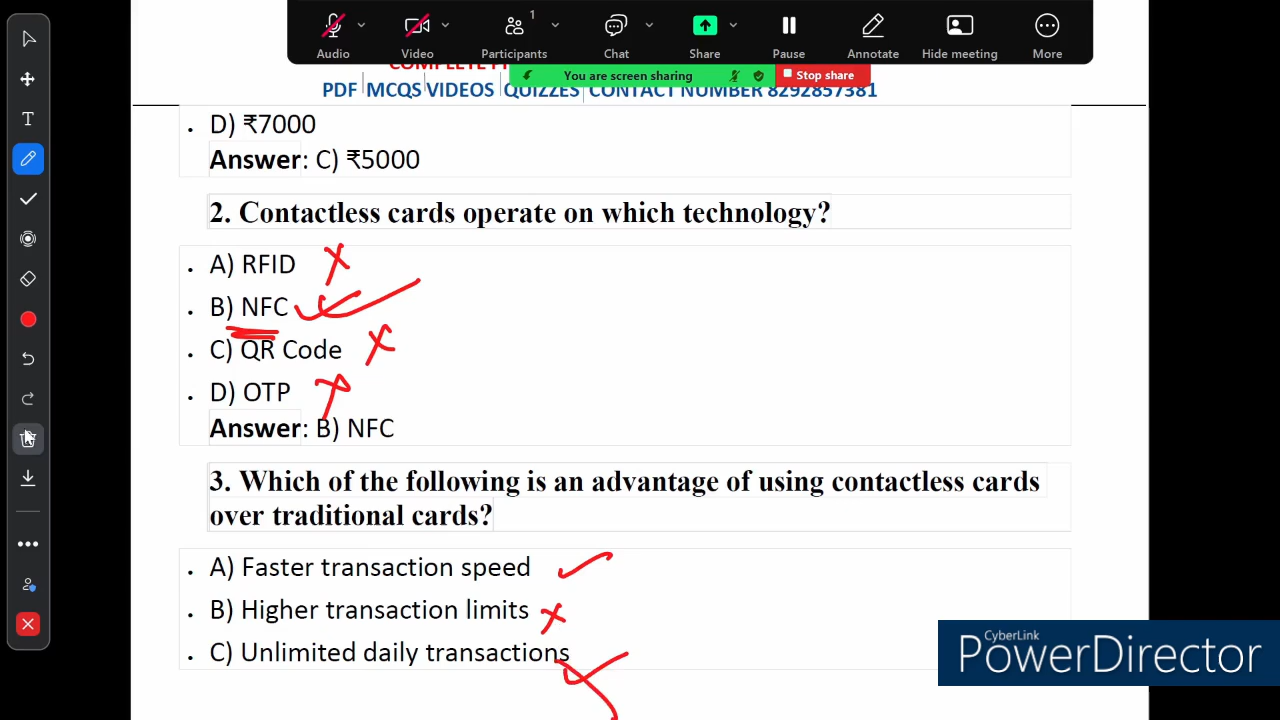 1
Audio
Video
Participants
Chat
Share
Pause
Annotate
Hide meeting
More
You are screen sharing
Stop share
PDF MCQS VIDEOS QUIZZES CONTACT NUMBER 8292857381
T
D) ₹7000
Answer: C) ₹5000
2. Contactless cards operate on which technology?
A) RFID
B) NFC
C) QR Code
D) OTP
Answer: B) NFC
3. Which of the following is an advantage of using contactless cards
over traditional cards?
A) Faster transaction speed
B) Higher transaction limits
C) Unlimited daily transactions
CyberLink
PowerDirector